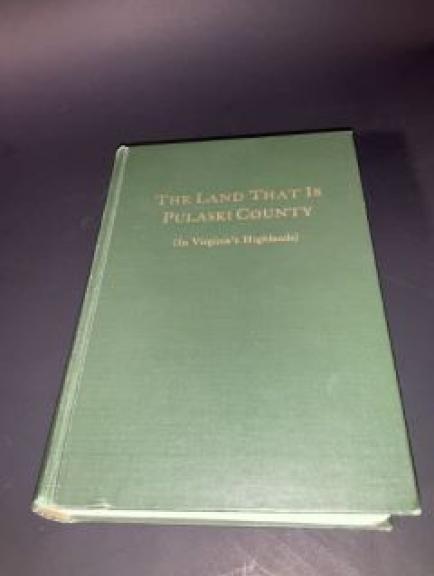 THE LAND THAT IS
PULASKI COUNTY
(In Virginia's Highlands)